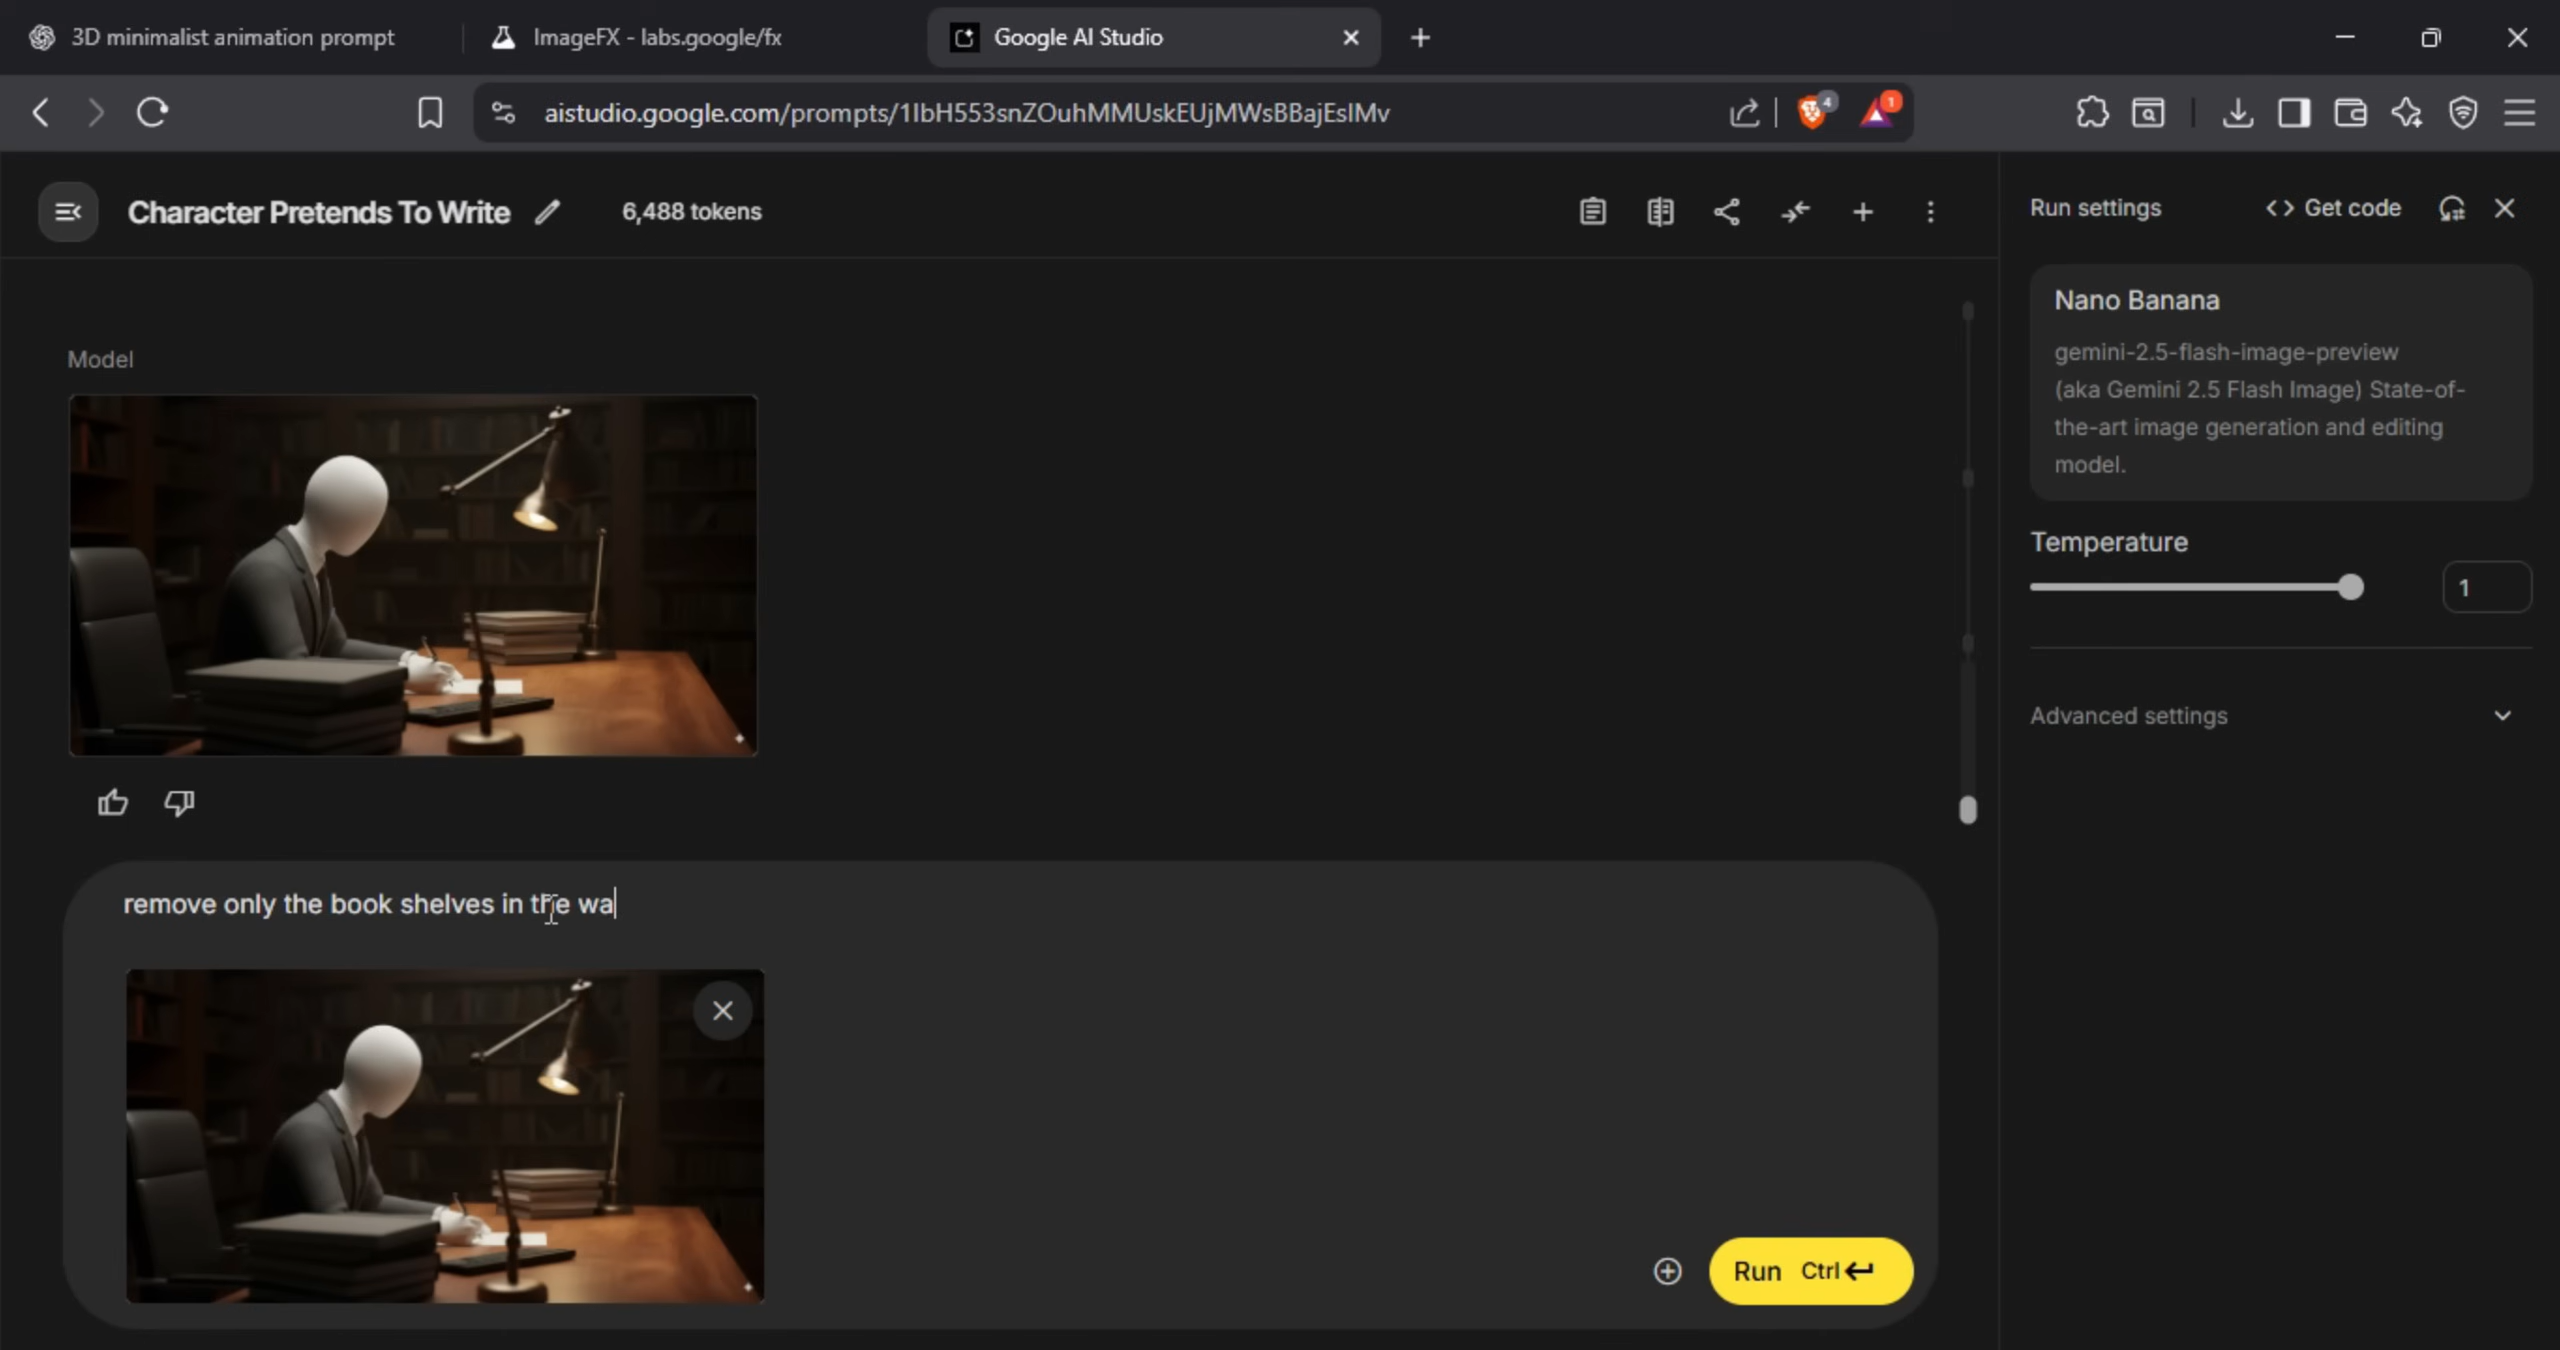 3D minimalist animation prompt
ImageFX - labs.google/fx
Google AI Studio
aistudio.google.com/prompts/1IbH553snZOuhMMUskEUjMWsBBajEsIMv
4
1
Character Pretends To Write
6,488 tokens
Run settings
<> Get code
Nano Banana
gemini-2.5-flash-image-preview
(aka Gemini 2.5 Flash Image) State-of-
the-art image generation and editing
model.
Temperature
1
Advanced settings
Model
remove only the book shelves in the wa
Run Ctrl